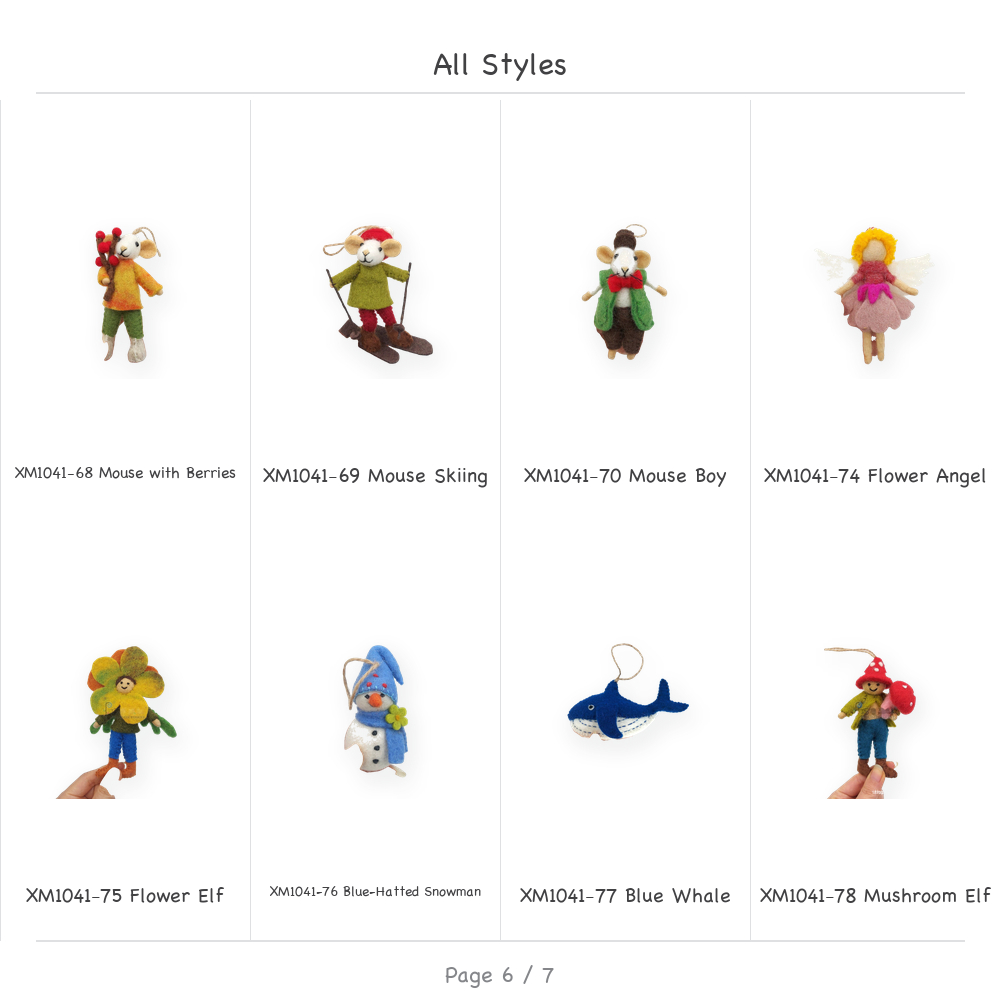 All Styles
XM1041-68 Mouse with Berries
XM1041-69 Mouse Skiing
XM1041-70 Mouse Boy
XM1041-74 Flower Angel
XM1041-75 Flower Elf
XM1041-76 Blue-Hatted Snowman
XM1041-77 Blue Whale
XM1041-78 Mushroom Elf
Page 6 / 7